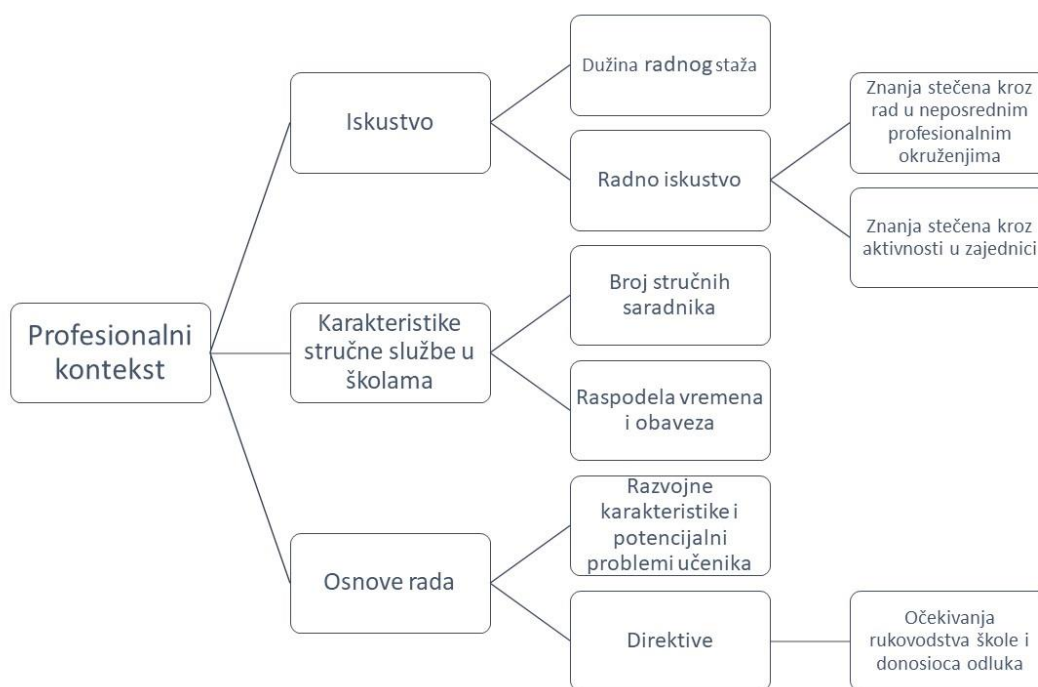 Profesionalni
kontekst
Iskustvo
Dužina radnog staža
Radno iskustvo
Znanja stečena kroz
rad u neposrednim
profesionalnim
okruženjima
Znanja stečena kroz
aktivnosti u zajednici
Karakteristike
stručne službe u
školama
Broj stručnih
saradnika
Raspodela vremena
i obaveza
Osnove rada
Razvojne
karakteristike i
potencijalni
problemi učenika
Direktive
Očekivanja
rukovodstva škole i
donosioca odluka